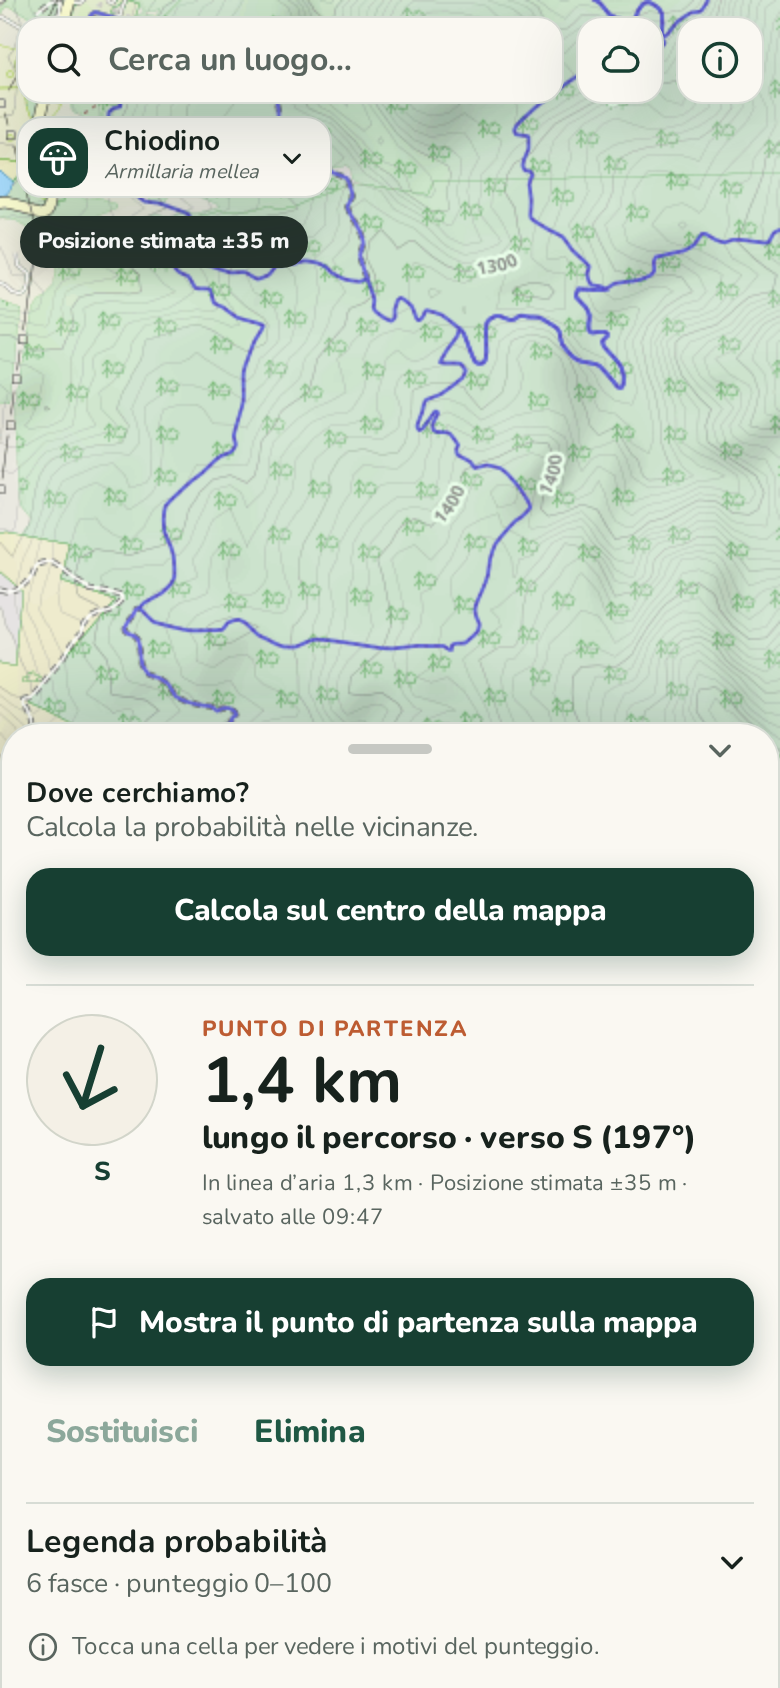 Cerca un luogo...
Chiodino
Armillaria mellea
Posizione stimata ±35 m
1300
1400
1400
Dove cerchiamo?
Calcola la probabilità nelle vicinanze.
Calcola sul centro della mappa
PUNTO DI PARTENZA
1,4 km
lungo il percorso · verso S (197°)
S
In linea d’aria 1,3 km · Posizione stimata ±35 m ·
salvato alle 09:47
Mostra il punto di partenza sulla mappa
Sostituisci
Elimina
Legenda probabilità
6 fasce · punteggio 0–100
Tocca una cella per vedere i motivi del punteggio.